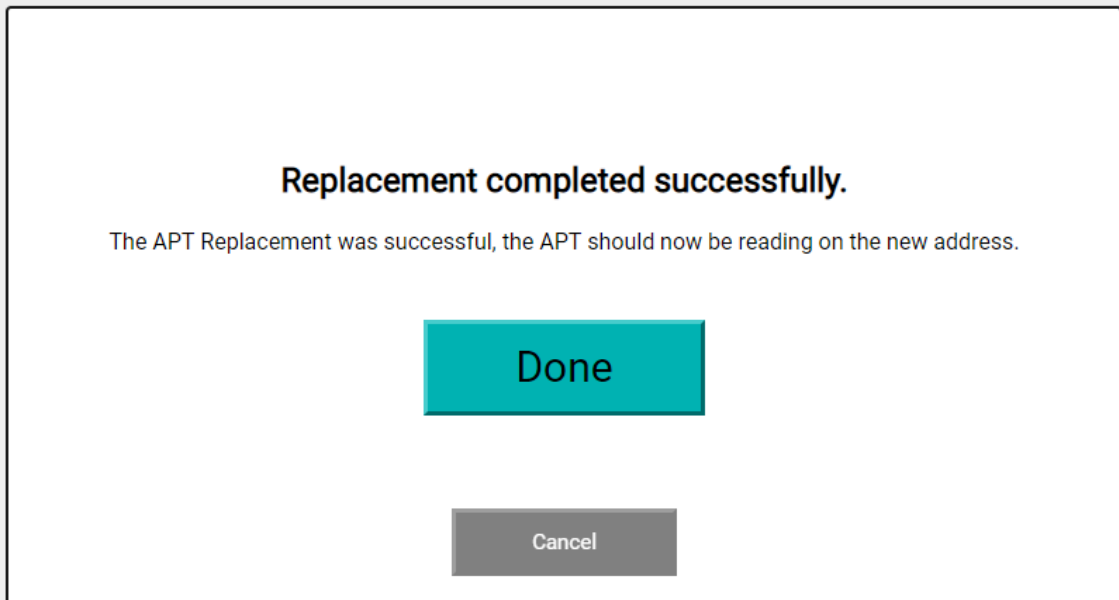 Replacement completed successfully.
The APT Replacement was successful, the APT should now be reading on the new address.
Done
Cancel